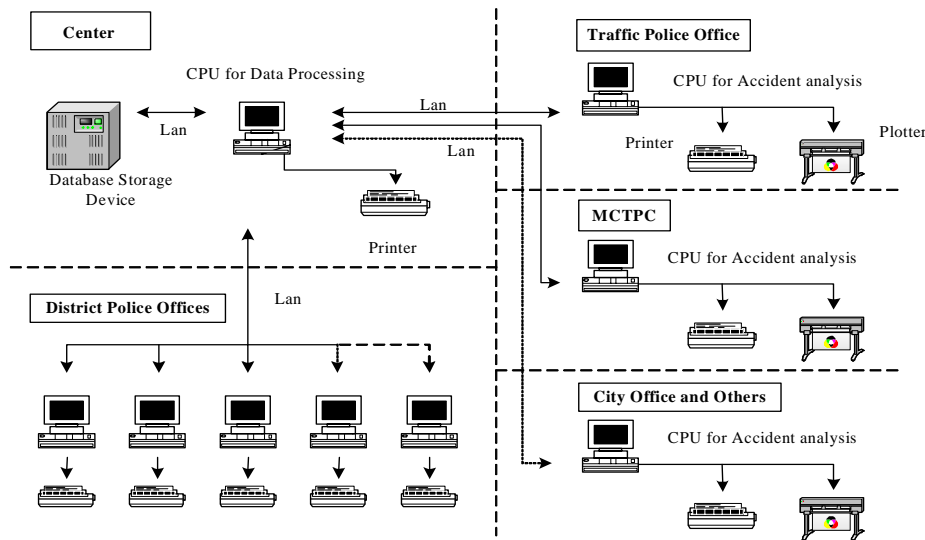 Center
CPU for Data Processing
Lan
Database Storage
Device
Printer
Lan
Lan
Traffic Police Office
CPU for Accident analysis
Printer
Plotter
MCTPC
CPU for Accident analysis
District Police Offices
Lan
City Office and Others
CPU for Accident analysis